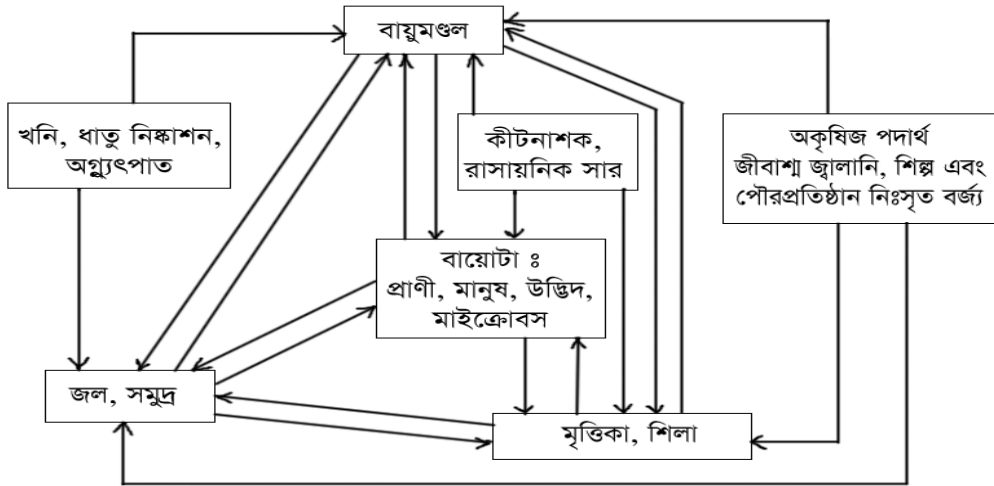 বায়ুমণ্ডল
খনি, ধাতু নিষ্কাশন,
অগ্ন্যুৎপাত
কীটনাশক,
রাসায়নিক সার
অকৃষিজ পদার্থ
জীবাশ্ম জ্বালানি, শিল্প এবং
পৌরপ্রতিষ্ঠান নিঃসৃত বর্জ্য
বায়োটা ঃ
প্রাণী, মানুষ, উদ্ভিদ,
মাইক্রোবস
জল, সমুদ্র
মৃত্তিকা, শিলা